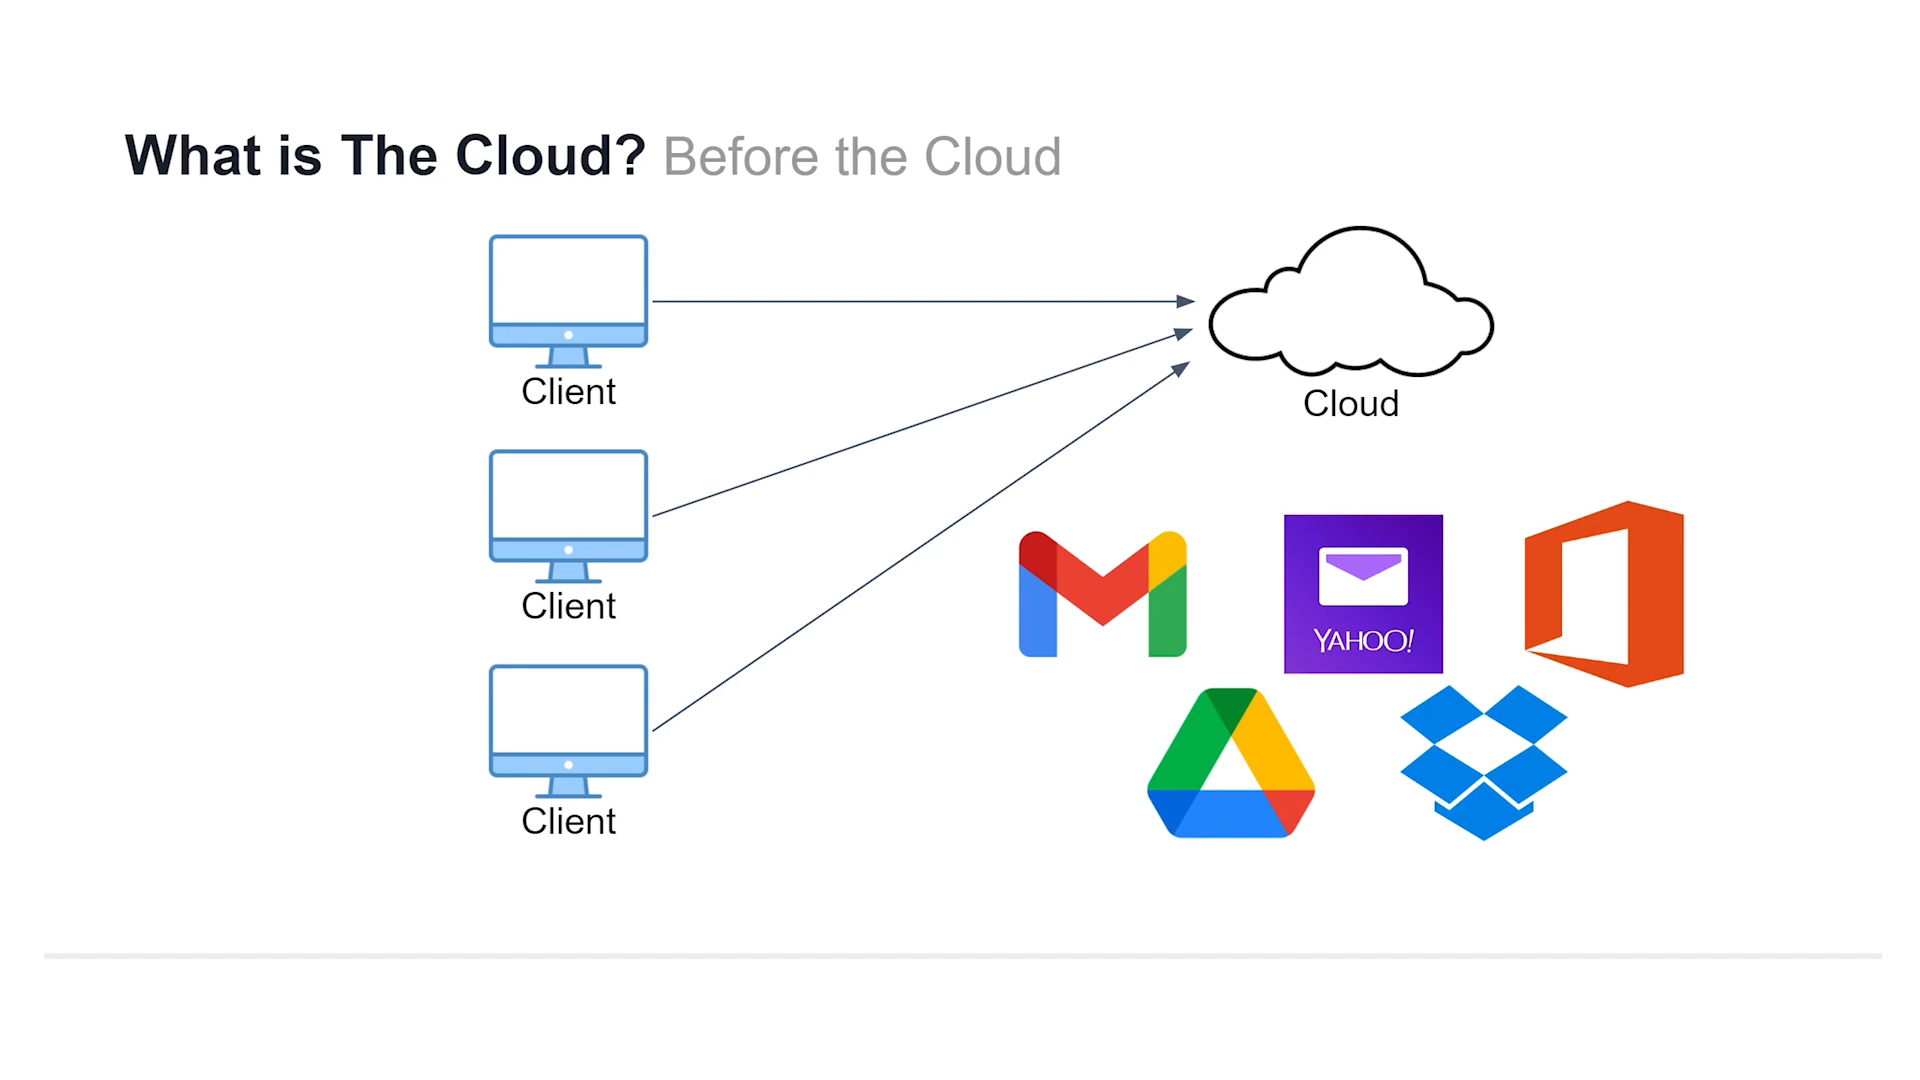 What is The Cloud? Before the Cloud
Client
Cloud
Client
YAHOO!
Client